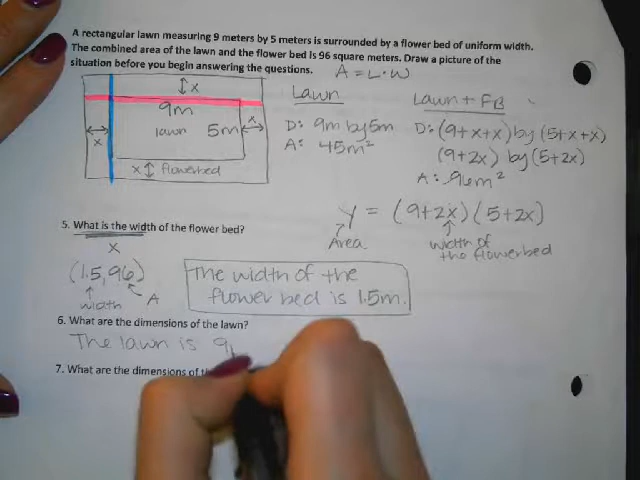 A rectangular lawn measuring 9 meters by 5 meters is surrounded by a flower bed of uniform width.
The combined area of the lawn and the flower bed is 96 square meters. Draw a picture of the
situation before you begin answering the questions. A = L · W
x
9m
lawn 5m
x
x
x flowerbed
Lawn
D: 9m by 5m
A: 45m²
Lawn + FB
D: (9+x+x) by (5+x+x)
(9+2x) by (5+2x)
A: 96m²
y = (9+2x)(5+2x)
Area
width of
the flowerbed
5. What is the width of the flower bed?
x
(1.5, 96)
width
A
The width of the
flower bed is 1.5m.
6. What are the dimensions of the lawn?
The lawn is 9
7. What are the dimensions of